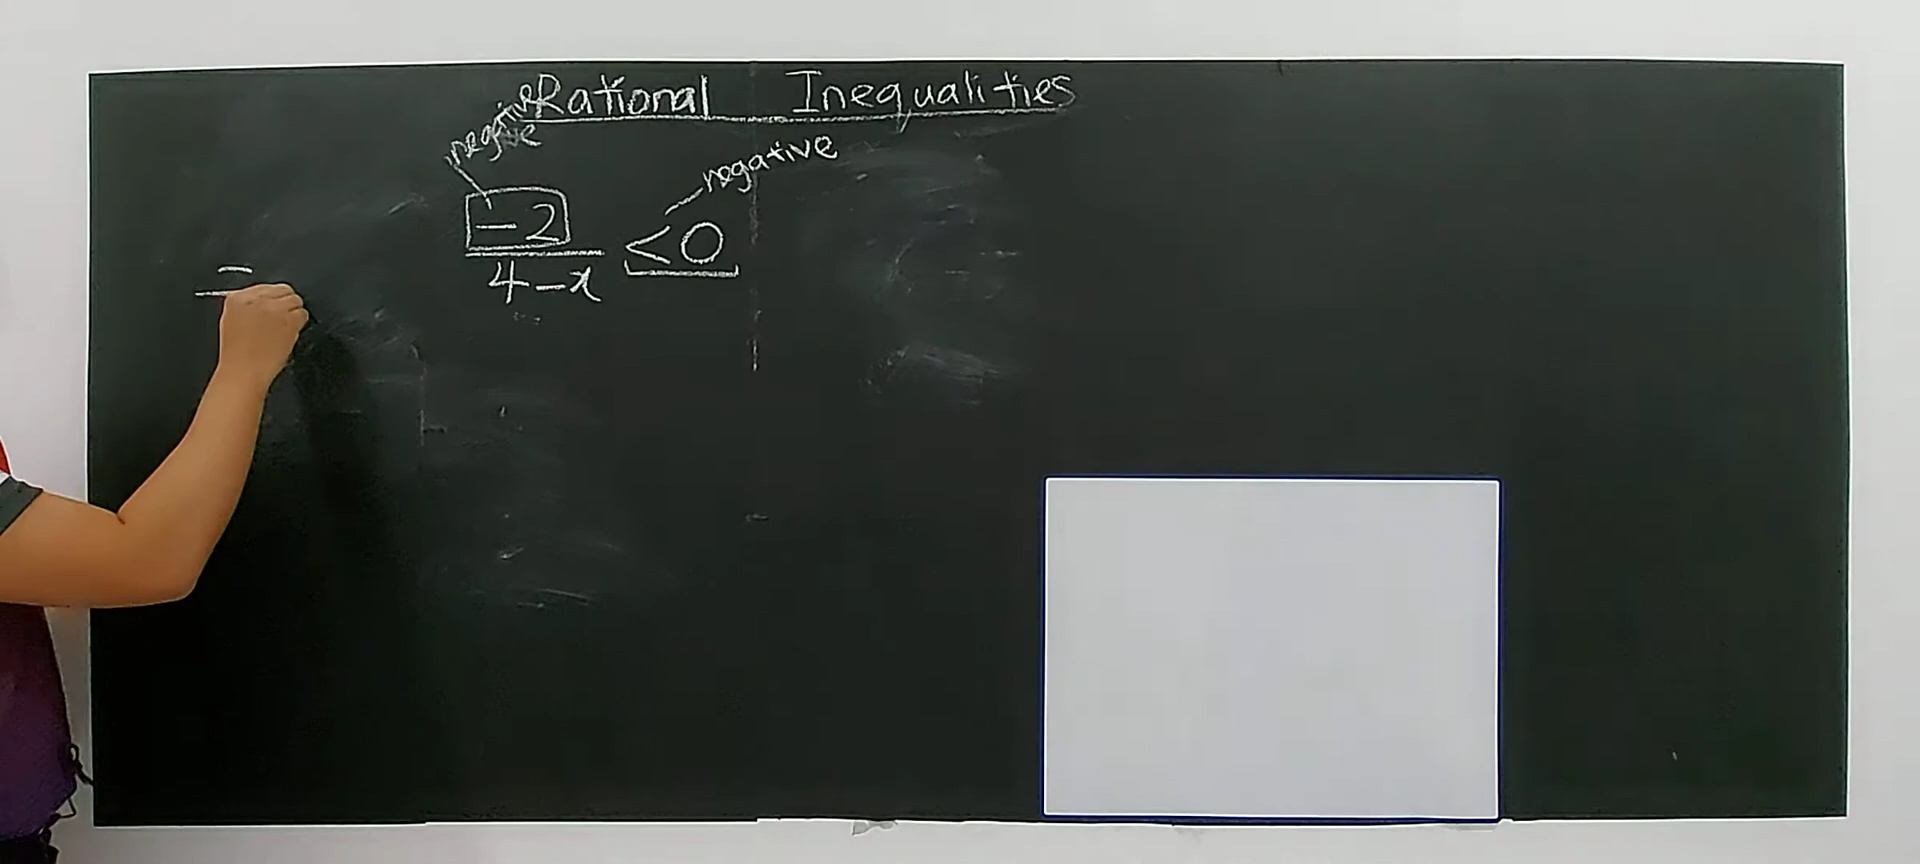 Rational Inequalities
negative
negative
-2
4-x
<0
–